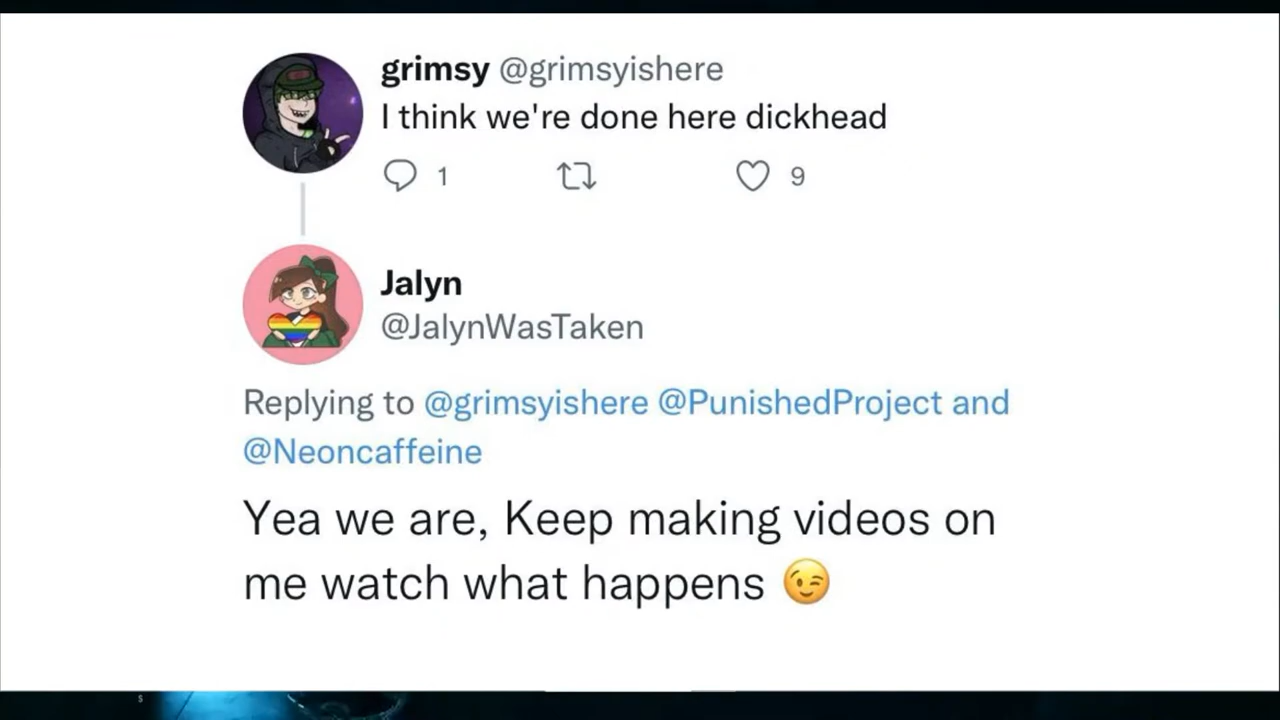 grimsy @grimsyishere
I think we're done here dickhead
1 9
Jalyn
@JalynWasTaken
Replying to @grimsyishere @PunishedProject and
@Neoncaffeine
Yea we are, Keep making videos on
me watch what happens 😉
s